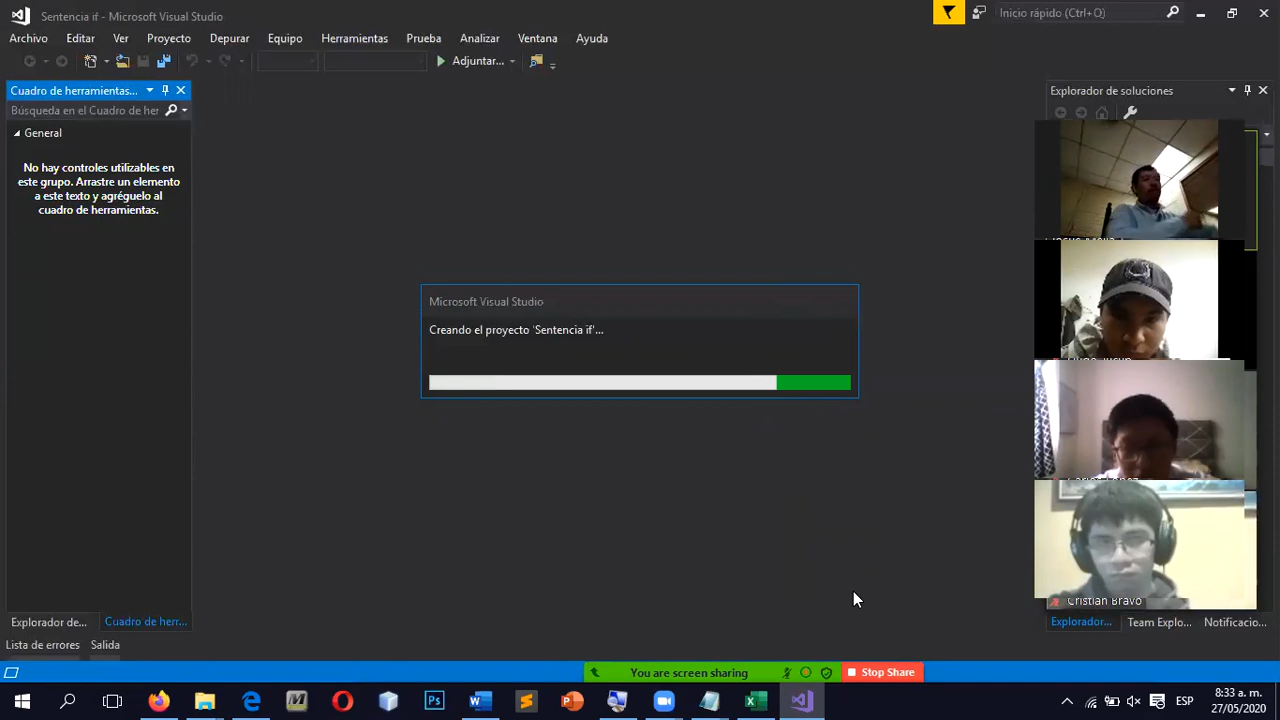 Sentencia if - Microsoft Visual Studio
Inicio rápido (Ctrl+Q)
Archivo Editar Ver Proyecto Depurar Equipo Herramientas Prueba Analizar Ventana Ayuda
Adjuntar...
Cuadro de herramientas...
Búsqueda en el Cuadro de her
General
No hay controles utilizables en
este grupo. Arrastre un elemento
a este texto y agréguelo al
cuadro de herramientas.
Explorador de soluciones
Microsoft Visual Studio
Creando el proyecto 'Sentencia if'...
Cristian Bravo
Explorador de... Cuadro de herr...
Explorador... Team Explo... Notificacio...
Lista de errores Salida
You are screen sharing Stop Share
ESP
8:33 a. m.
27/05/2020